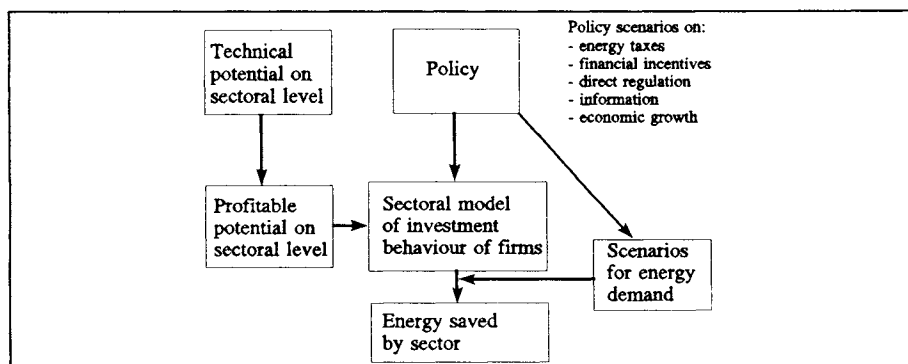 Technical
potential on
sectoral level
Policy
Policy scenarios on:
- energy taxes
- financial incentives
- direct regulation
- information
- economic growth
Profitable
potential on
sectoral level
Sectoral model
of investment
behaviour of firms
Scenarios
for energy
demand
Energy saved
by sector